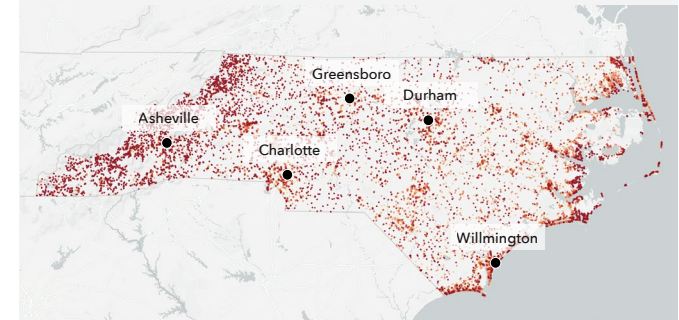 Greensboro
Durham
Asheville
Charlotte
Willmington